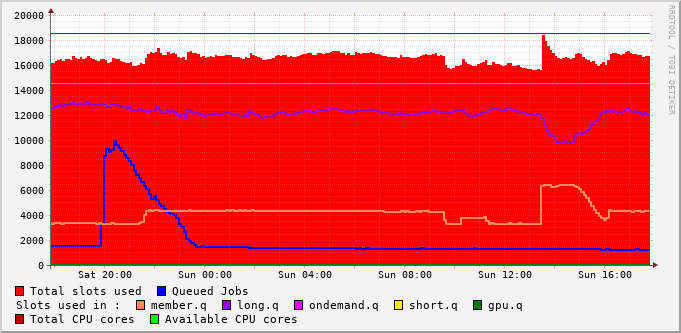 20000
18000
16000
14000
12000
10000
8000
6000
4000
2000
0
Sat 20:00 Sun 00:00 Sun 04:00 Sun 08:00 Sun 12:00 Sun 16:00
RRDTOOL / TOBI OETIKER
Total slots used Queued Jobs
Slots used in : member.q long.q ondemand.q short.q gpu.q
Total CPU cores Available CPU cores